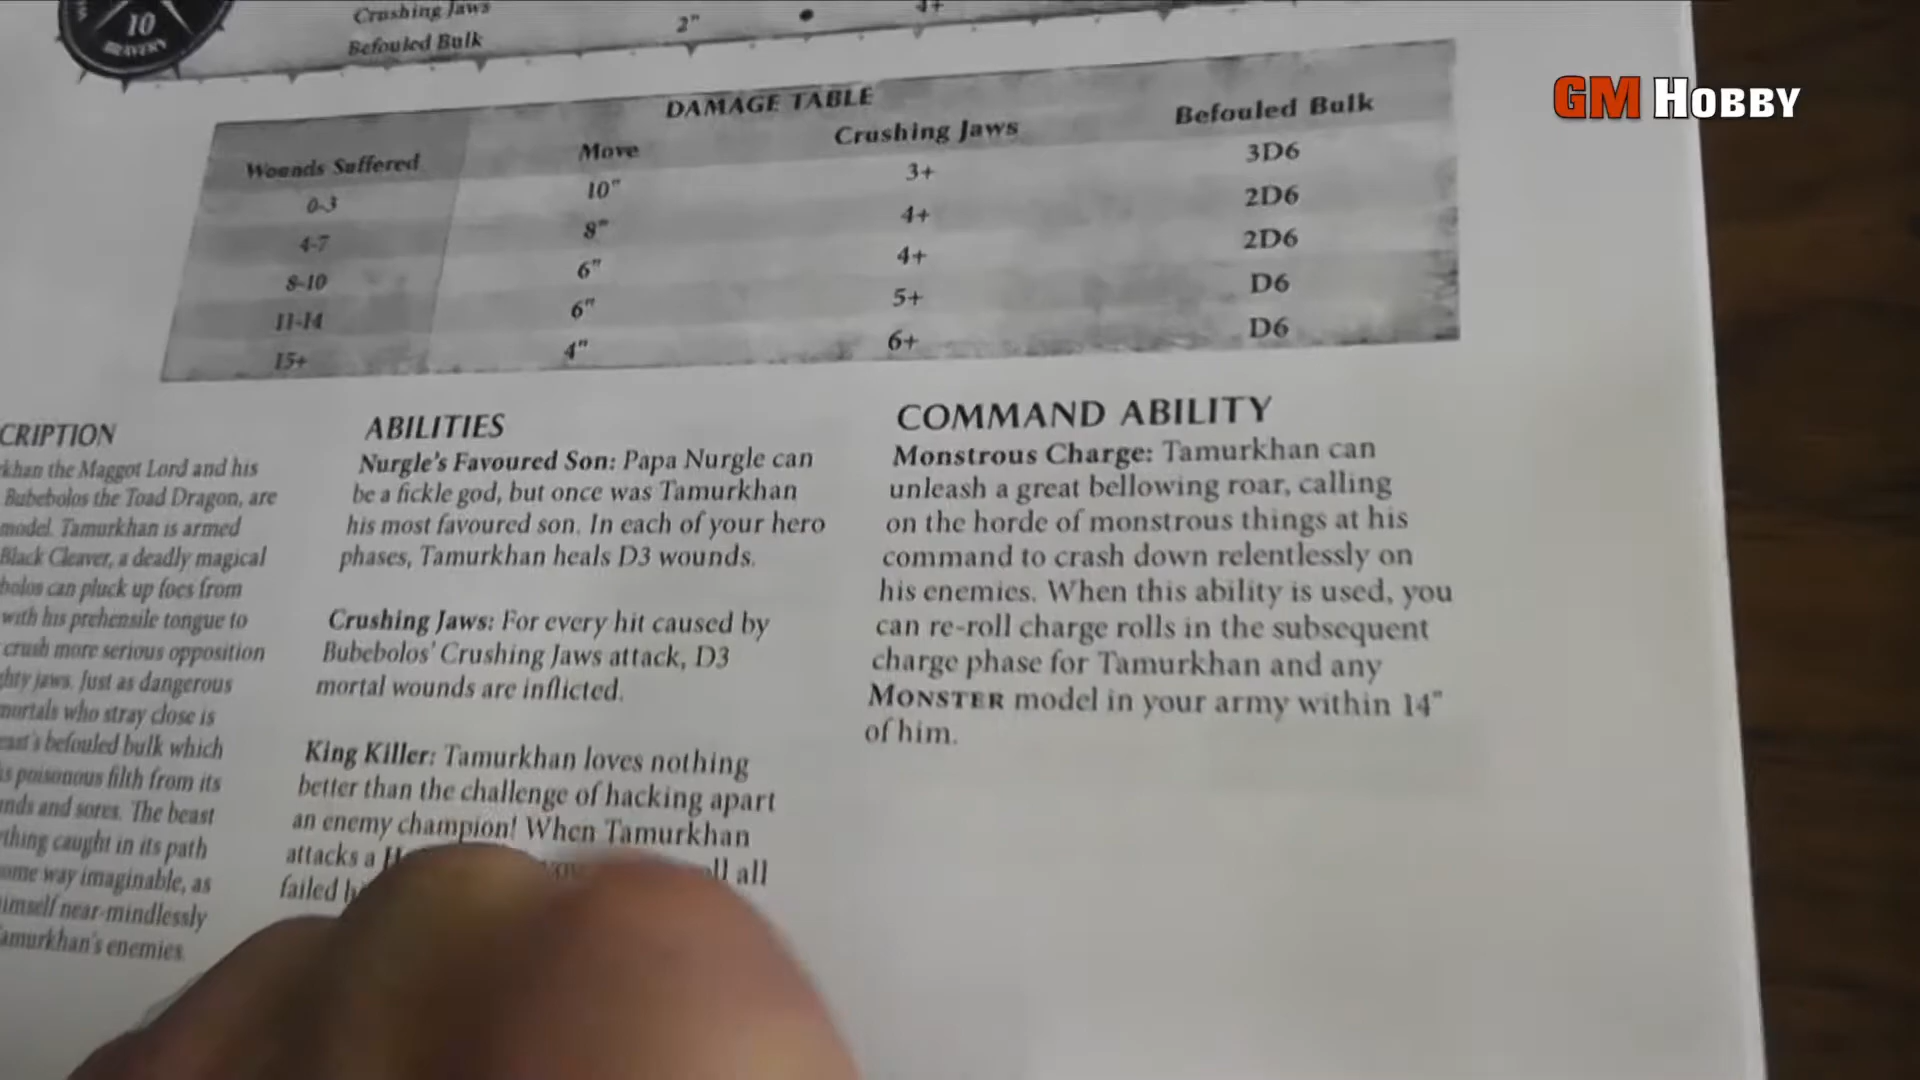 Crushing Jaws
2" 4+
Befouled Bulk
10
BRAVERY
GM HOBBY
DAMAGE TABLE
Wounds Suffered Move Crushing Jaws Befouled Bulk
0-3 10" 3+ 3D6
4-7 8" 4+ 2D6
8-10 6" 4+ 2D6
11-14 6" 5+ D6
15+ 4" 6+ D6
CRIPTION
khan the Maggot Lord and his
Bubebolos the Toad Dragon, are
model. Tamurkhan is armed
Black Cleaver, a deadly magical
bolos can pluck up foes from
with his prehensile tongue to
crush more serious opposition
ghty jaws. Just as dangerous
mortals who stray close is
east's befouled bulk which
s poisonous filth from its
nds and sores. The beast
thing caught in its path
ome way imaginable, as
imself near-mindlessly
amurkhan's enemies.
ABILITIES
Nurgle's Favoured Son: Papa Nurgle can
be a fickle god, but once was Tamurkhan
his most favoured son. In each of your hero
phases, Tamurkhan heals D3 wounds.
Crushing Jaws: For every hit caused by
Bubebolos' Crushing Jaws attack, D3
mortal wounds are inflicted.
King Killer: Tamurkhan loves nothing
better than the challenge of hacking apart
an enemy champion! When Tamurkhan
attacks a all
failed
COMMAND ABILITY
Monstrous Charge: Tamurkhan can
unleash a great bellowing roar, calling
on the horde of monstrous things at his
command to crash down relentlessly on
his enemies. When this ability is used, you
can re-roll charge rolls in the subsequent
charge phase for Tamurkhan and any
MONSTER model in your army within 14"
of him.